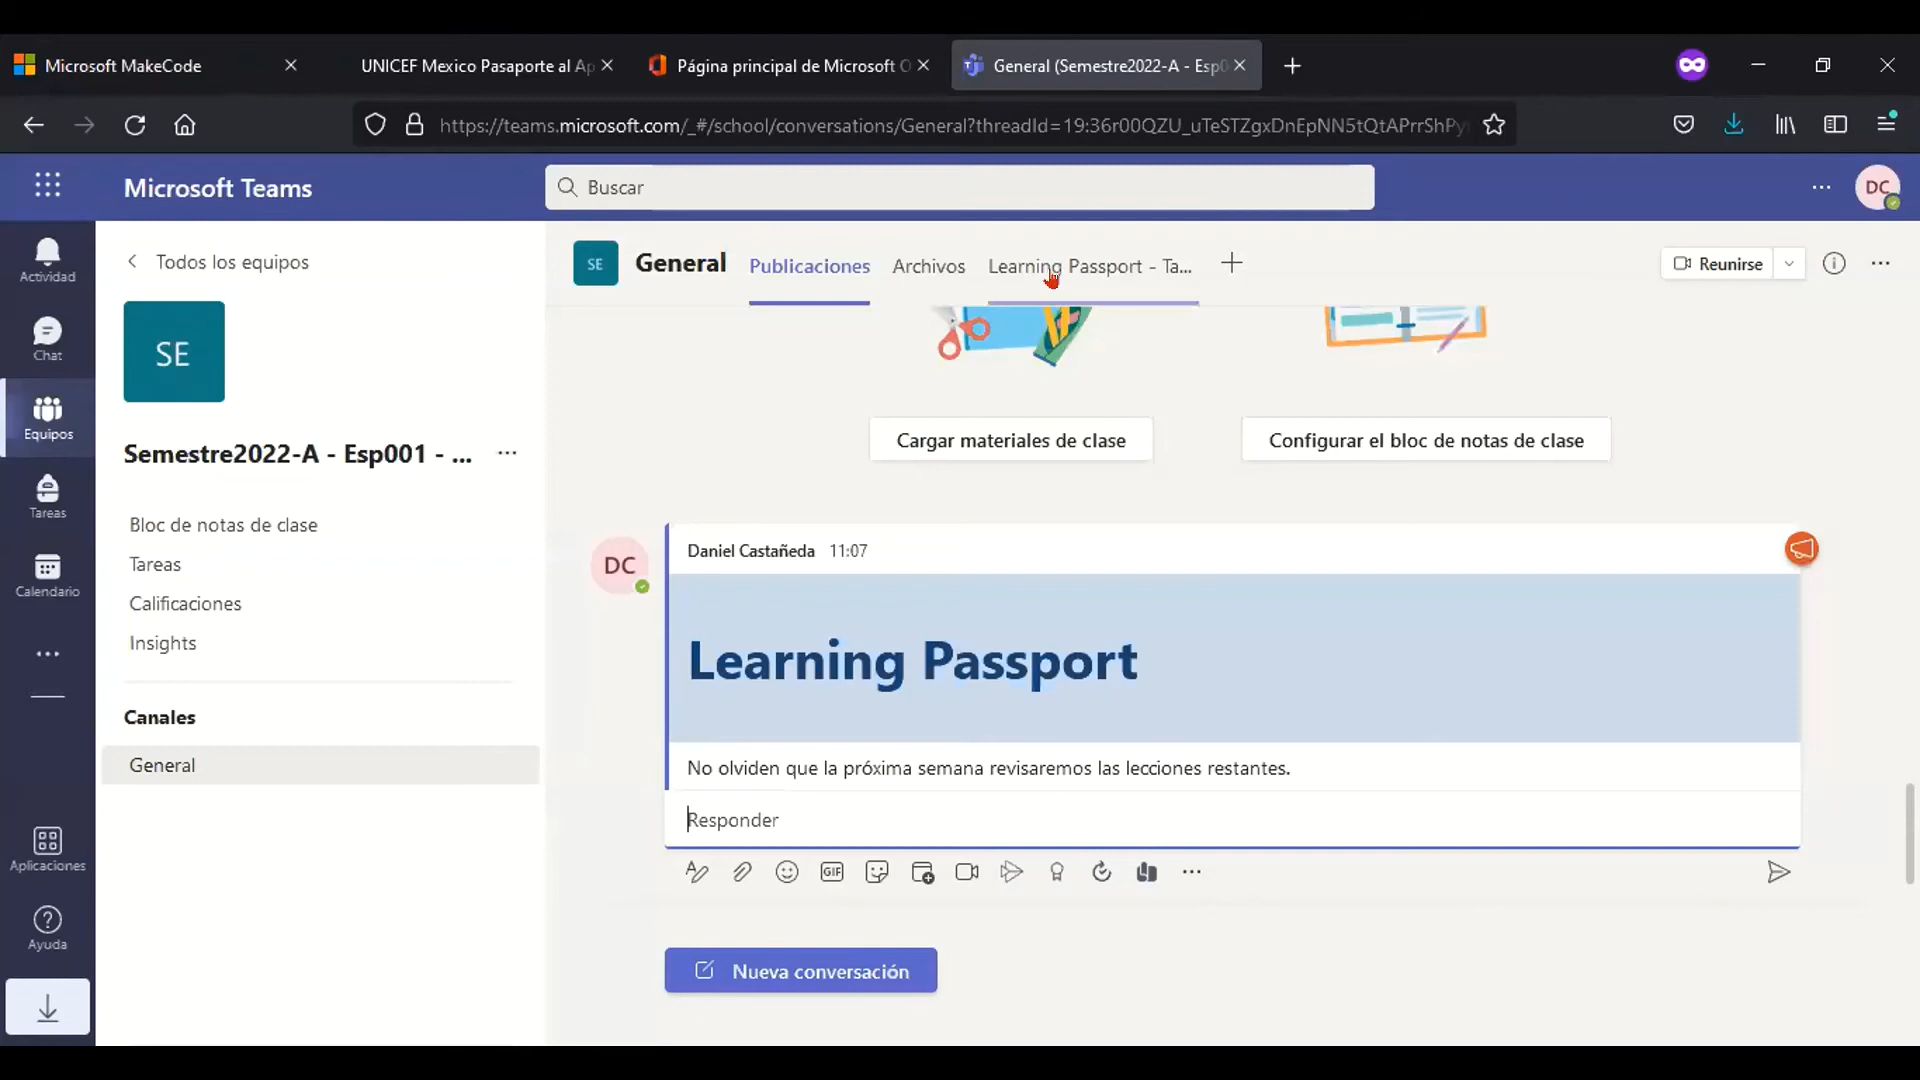 Microsoft MakeCode
UNICEF Mexico Pasaporte al Ap
Página principal de Microsoft O
General (Semestre2022-A - Esp0
https://teams.microsoft.com/_#/school/conversations/General?threadId=19:36r00QZU_uTeSTZgxDnEpNN5tQtAPrrShPy
Microsoft Teams
Buscar
DC
Actividad
Chat
Equipos
Tareas
Calendario
Aplicaciones
Ayuda
Todos los equipos
SE
Semestre2022-A - Esp001 - ...
Bloc de notas de clase
Tareas
Calificaciones
Insights
Canales
General
SE
General
Publicaciones
Archivos
Learning Passport - Ta...
Reunirse
Cargar materiales de clase
Configurar el bloc de notas de clase
DC
Daniel Castañeda 11:07
Learning Passport
No olviden que la próxima semana revisaremos las lecciones restantes.
Responder
GIF
Nueva conversación